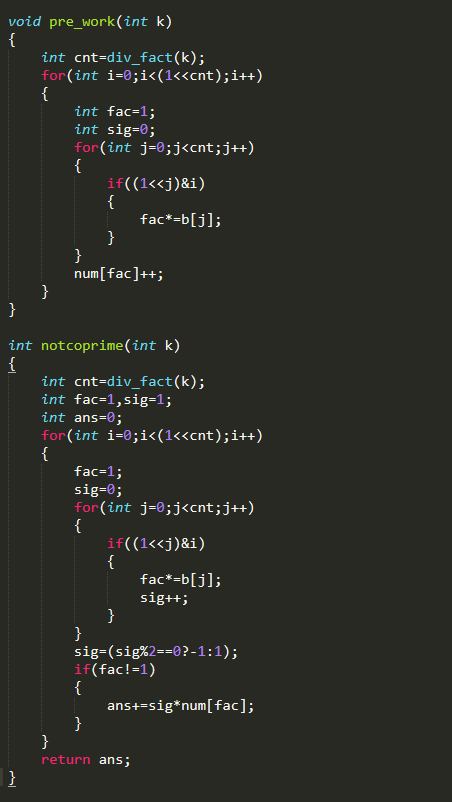 void pre_work(int k)
{
    int cnt=div_fact(k);
    for(int i=0;i<(1<<cnt);i++)
    {
        int fac=1;
        int sig=0;
        for(int j=0;j<cnt;j++)
        {
            if((1<<j)&i)
            {
                fac*=b[j];
            }
        }
        num[fac]++;
    }
}

int notcoprime(int k)
{
    int cnt=div_fact(k);
    int fac=1,sig=1;
    int ans=0;
    for(int i=0;i<(1<<cnt);i++)
    {
        fac=1;
        sig=0;
        for(int j=0;j<cnt;j++)
        {
            if((1<<j)&i)
            {
                fac*=b[j];
                sig++;
            }
        }
        sig=(sig%2==0?-1:1);
        if(fac!=1)
        {
            ans+=sig*num[fac];
        }
    }
    return ans;
}